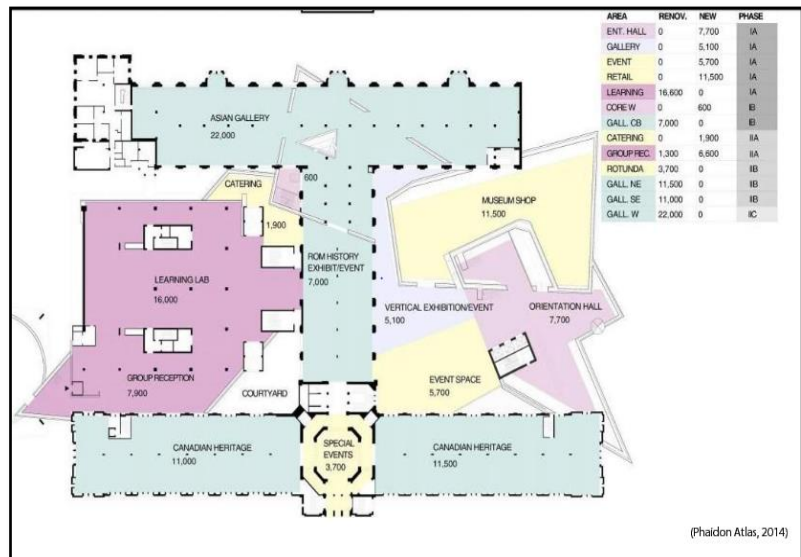 AREA RENOV. NEW PHASE
ENT. HALL 0 7,700 IA
GALLERY 0 5,100 IA
EVENT 0 5,700 IA
RETAIL 0 11,500 IA
LEARNING 16,600 0 IA
CORE W 0 600 IB
GALL. CB 7,000 0 IB
CATERING 0 1,900 IIA
GROUP REC. 1,300 6,600 IIA
ROTUNDA 3,700 0 IIB
GALL. NE 11,500 0 IIB
GALL. SE 11,000 0 IIB
GALL. W 22,000 0 IIC
ASIAN GALLERY
22,000
CATERING
1,900
600
MUSEUM SHOP
11,500
ROM HISTORY
EXHIBIT/EVENT
7,000
LEARNING LAB
16,000
VERTICAL EXHIBITION/EVENT
5,100
ORIENTATION HALL
7,700
GROUP RECEPTION
7,900
COURTYARD
EVENT SPACE
5,700
CANADIAN HERITAGE
11,000
SPECIAL
EVENTS
3,700
CANADIAN HERITAGE
11,500
(Phaidon Atlas, 2014)